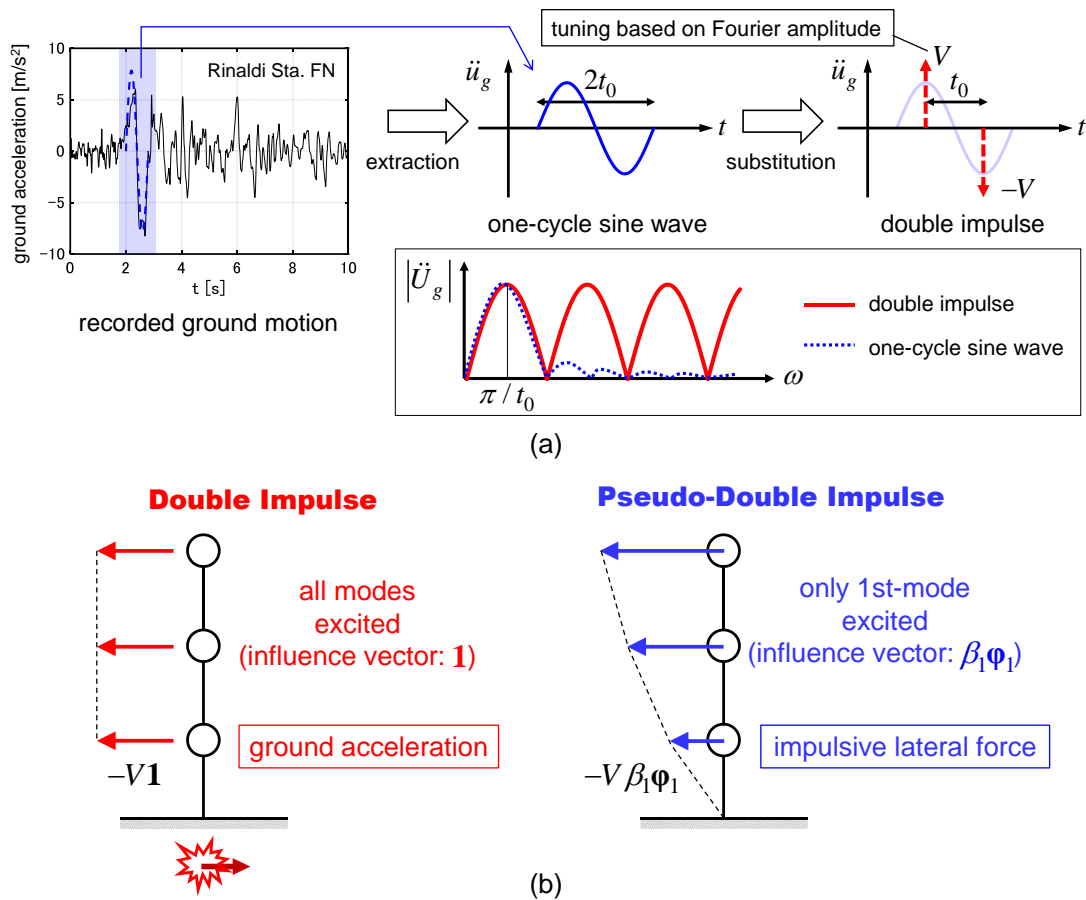 tuning based on Fourier amplitude
ground acceleration [m/s²]
10
5
0
−5
−10
0
2
4
6
8
10
t [s]
Rinaldi Sta. FN
recorded ground motion
extraction
ü_g
2t₀
t
one-cycle sine wave
substitution
ü_g
V
t₀
t
−V
double impulse
|Ü_g|
π / t₀
ω
double impulse
one-cycle sine wave
(a)
Double Impulse
all modes
excited
(influence vector: 1)
ground acceleration
−V1
Pseudo-Double Impulse
only 1st-mode
excited
(influence vector: β₁φ₁)
impulsive lateral force
−Vβ₁φ₁
(b)